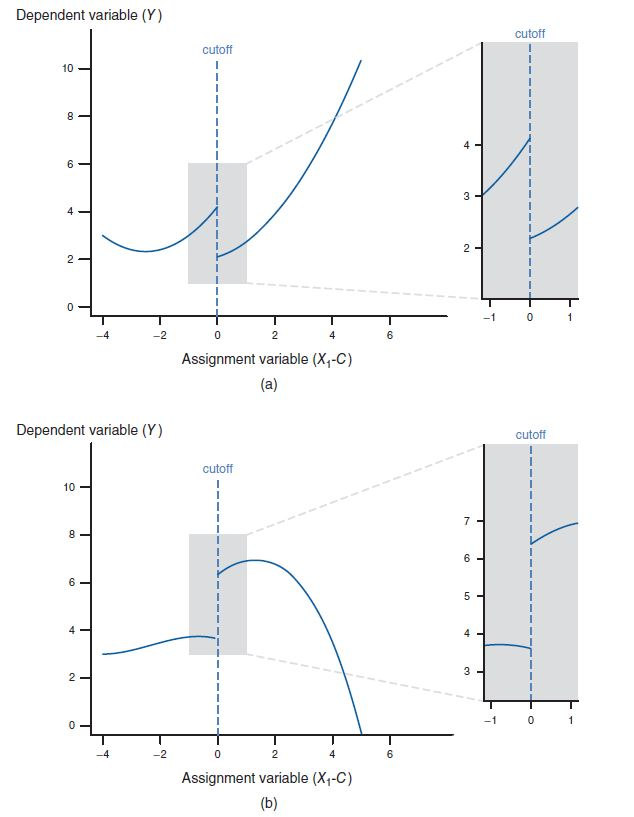 Dependent variable (Y)
cutoff
cutoff
10
8
6
4
2
0
4
3
2
−4 −2 0 2 4 6
−1 0 1
Assignment variable (X₁-C)
(a)
Dependent variable (Y)
cutoff
cutoff
10
8
6
4
2
0
7
6
5
4
3
−4 −2 0 2 4 6
−1 0 1
Assignment variable (X₁-C)
(b)